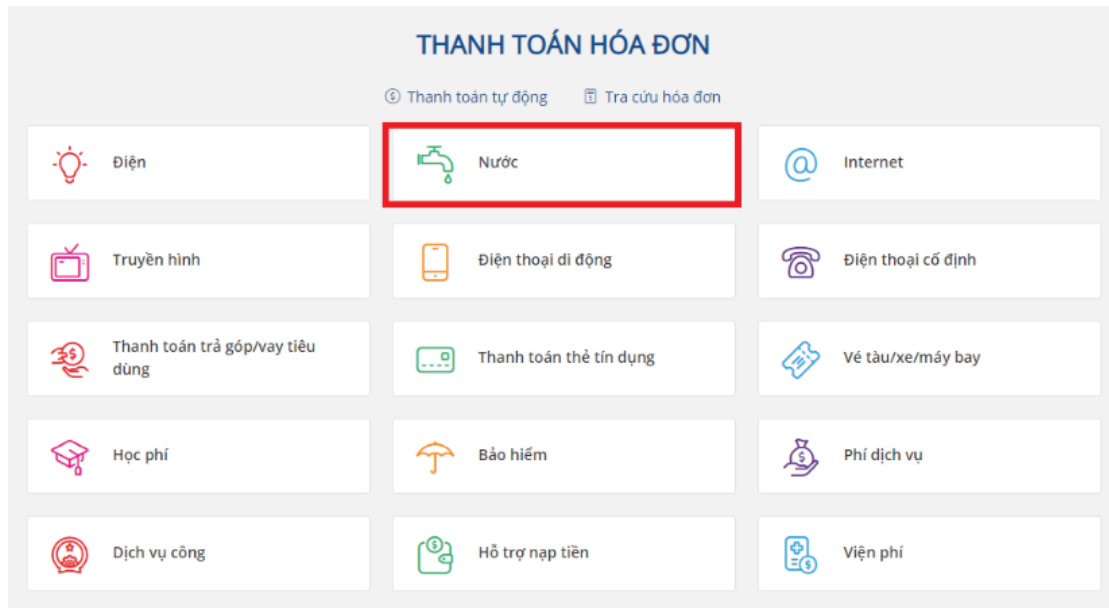 THANH TOÁN HÓA ĐƠN
Thanh toán tự động Tra cứu hóa đơn
Điện
Nước
Internet
Truyền hình
Điện thoại di động
Điện thoại cố định
Thanh toán trả góp/vay tiêu
dùng
Thanh toán thẻ tín dụng
Vé tàu/xe/máy bay
Học phí
Bảo hiểm
Phí dịch vụ
Dịch vụ công
Hỗ trợ nạp tiền
Viện phí